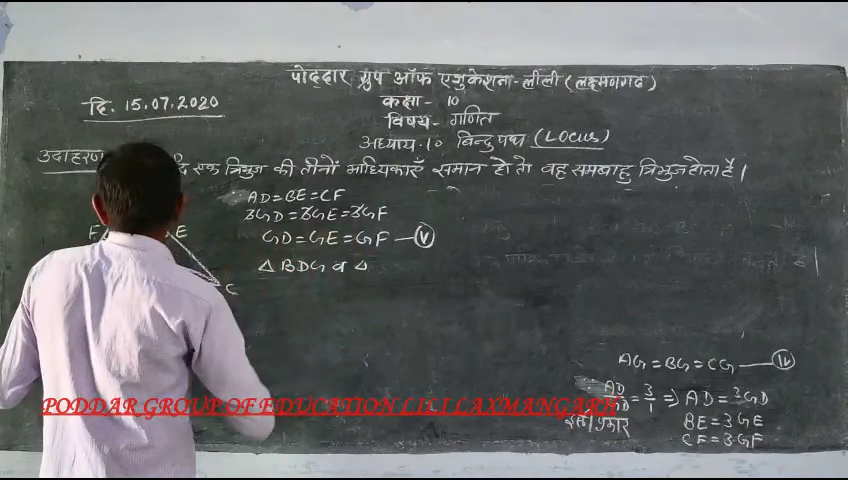 पोद्दार ग्रुप ऑफ एजुकेशन - लीली (लक्ष्मणगढ)
दि. 15.07.2020
कक्षा - 10
विषय - गणित
अध्याय - 10 बिन्दु पथ (LOCUS)
उदाहरण
एक त्रिभुज की तीनों माध्यिकाएँ समान हो तो वह समबाहु त्रिभुज होता है।
AD = BE = CF
3GD = 3GE = 3GF
GD = GE = GF — (V)
F E
△ BDG व △
C
AG = BG = CG — (IV)
AD = 3/1 ⇒ AD = 3GD
GD
इसी प्रकार BE = 3GE
CF = 3GF
PODDAR GROUP OF EDUCATION LILI LAXMANGARH